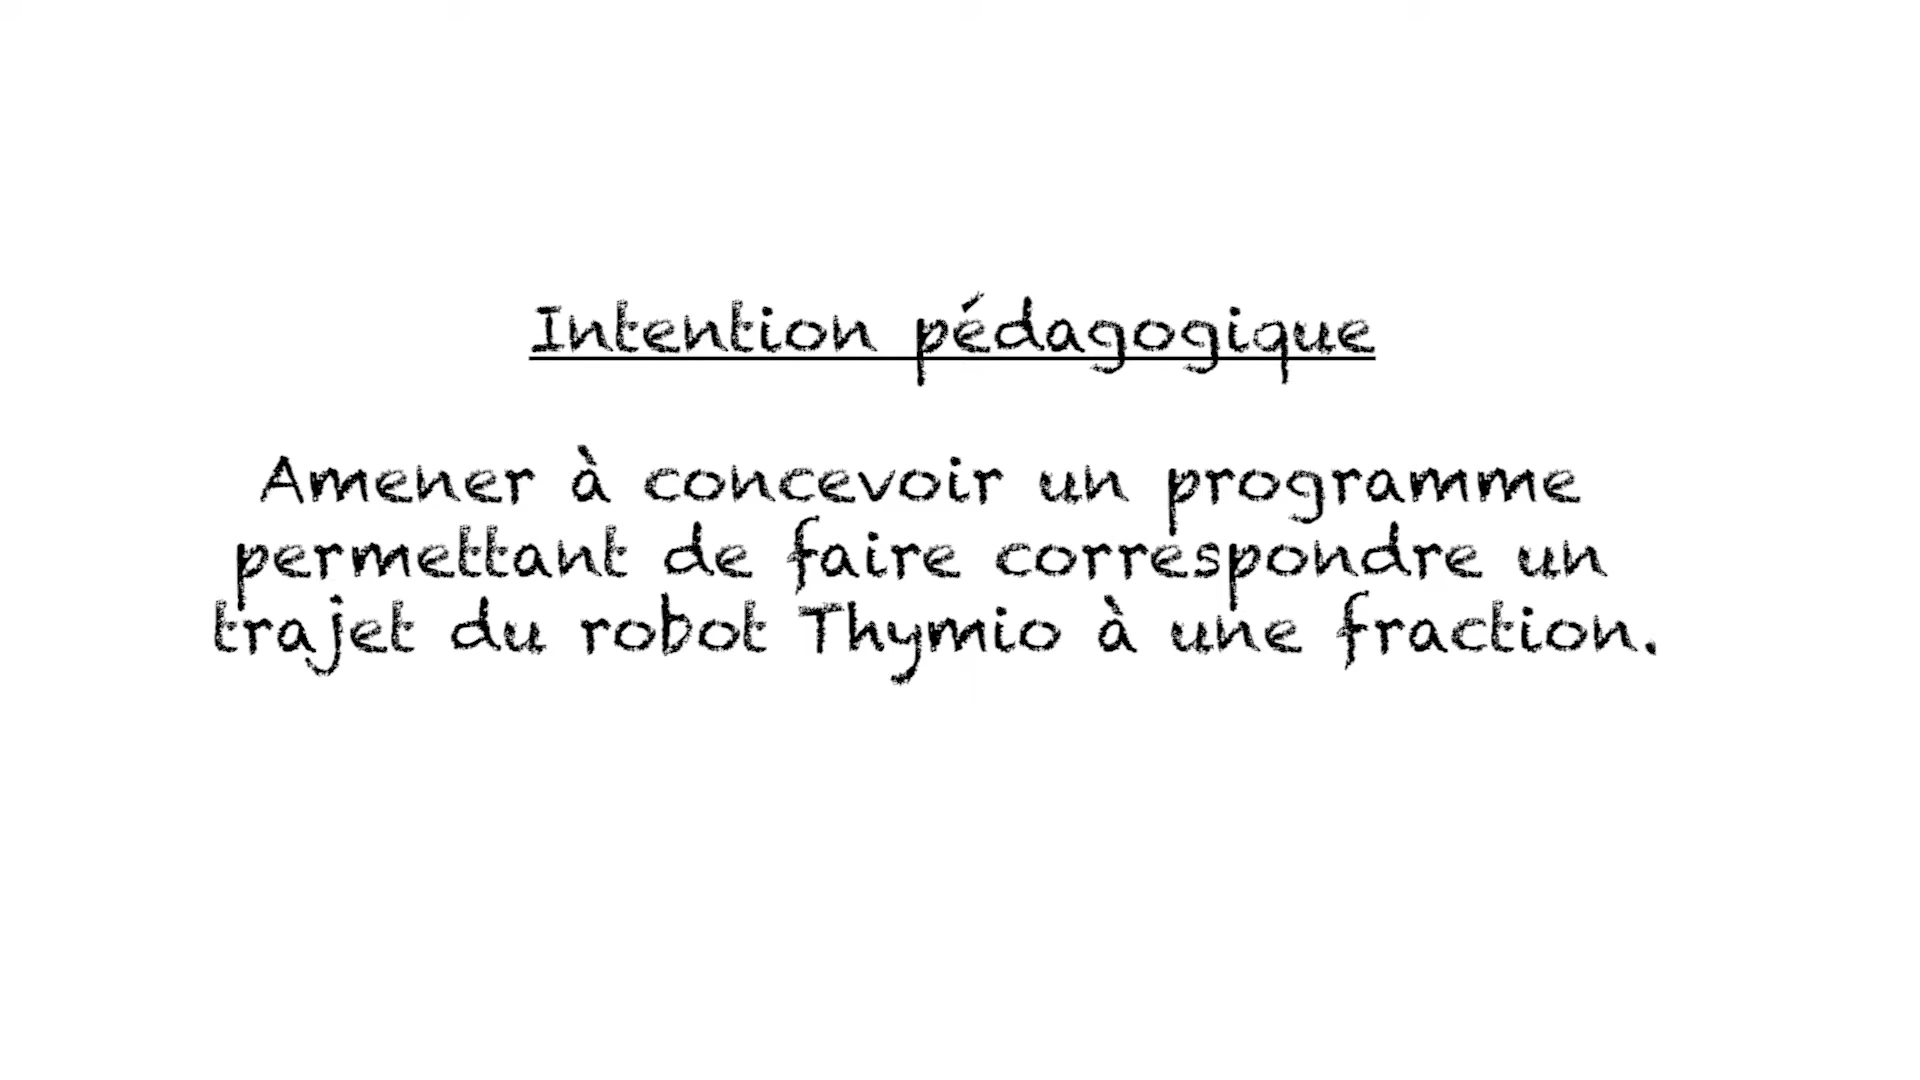 Intention pédagogique
Amener à concevoir un programme
permettant de faire correspondre un
trajet du robot Thymio à une fraction.